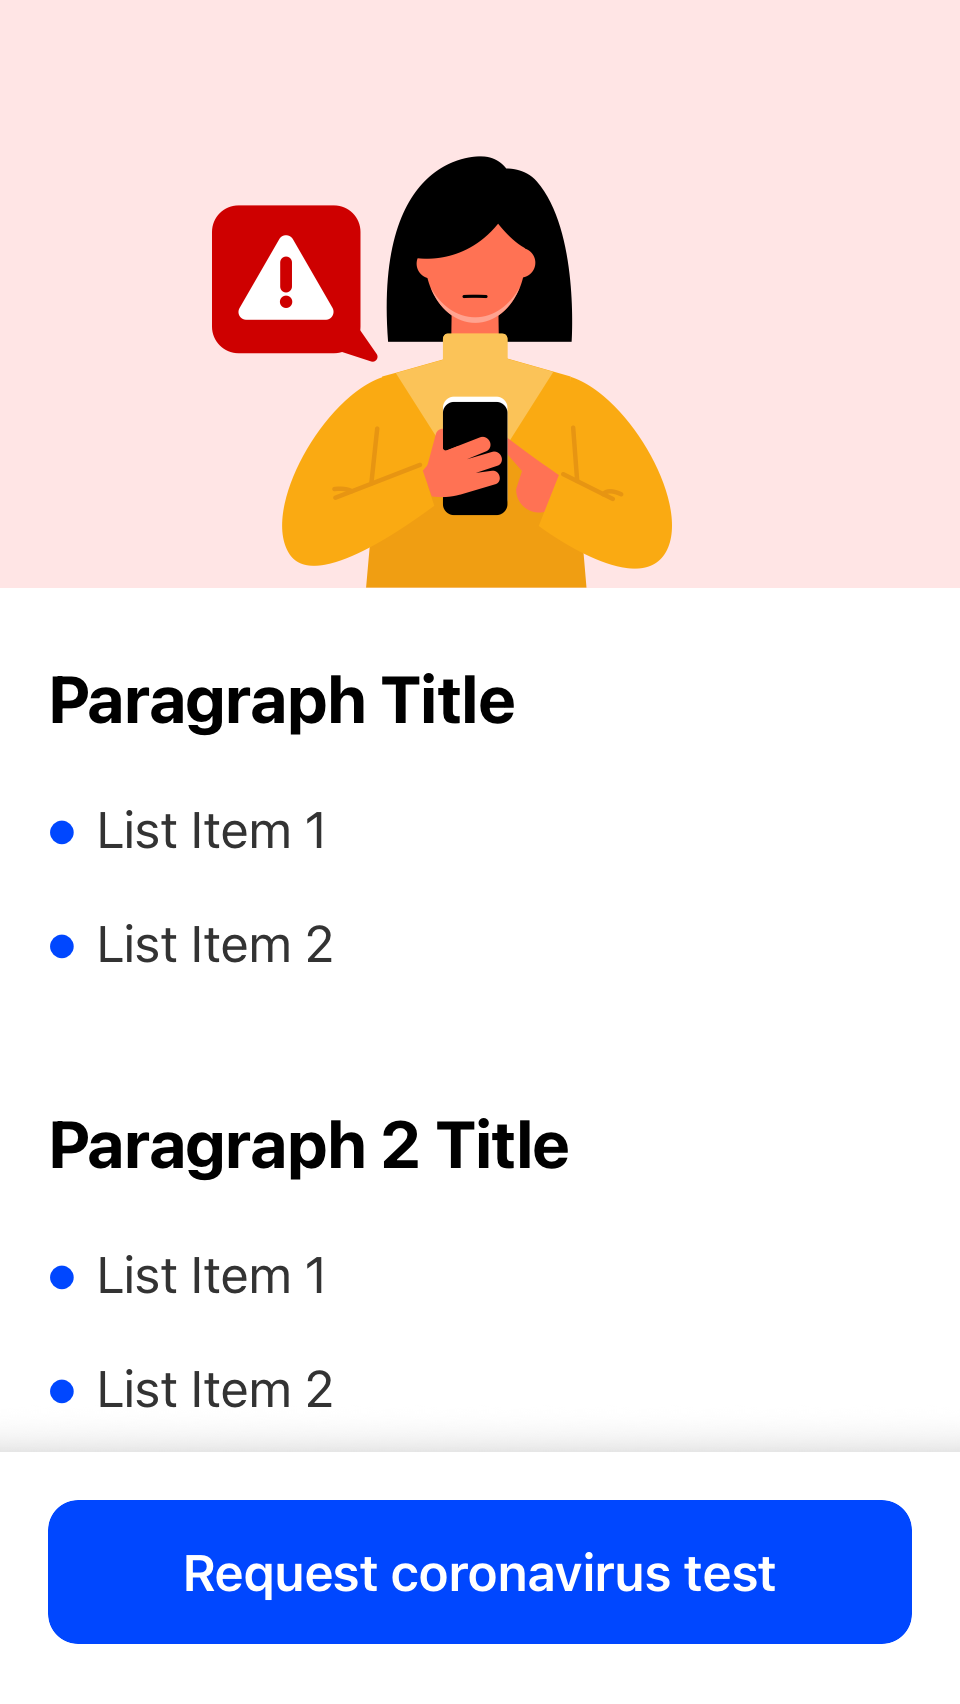 Paragraph Title
List Item 1
List Item 2
Paragraph 2 Title
List Item 1
List Item 2
Request coronavirus test